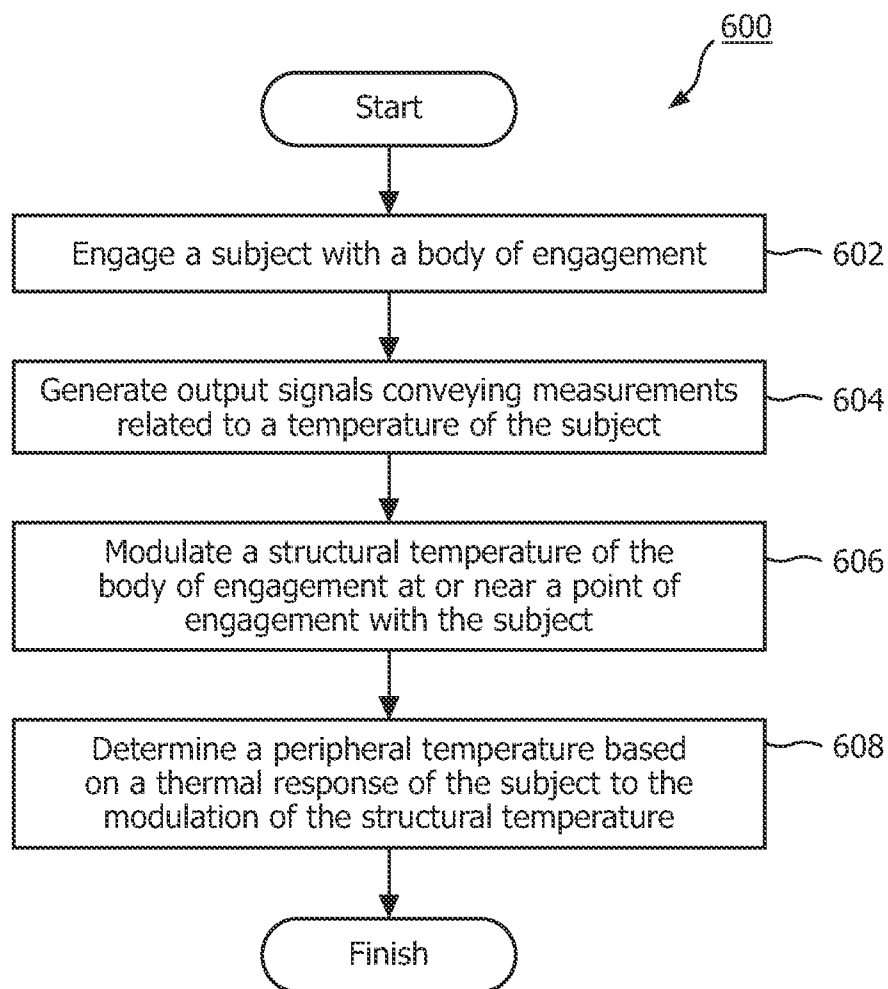 600
Start
Engage a subject with a body of engagement
602
Generate output signals conveying measurements
related to a temperature of the subject
604
Modulate a structural temperature of the
body of engagement at or near a point of
engagement with the subject
606
Determine a peripheral temperature based
on a thermal response of the subject to the
modulation of the structural temperature
608
Finish